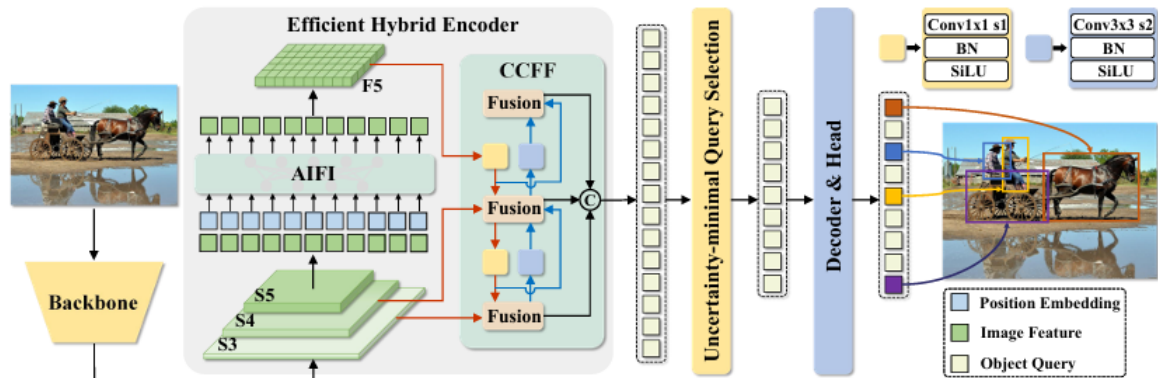 Efficient Hybrid Encoder
F5
AIFI
S5
S4
S3
Backbone
CCFF
Fusion
Fusion
Fusion
C
Uncertainty-minimal Query Selection
Decoder & Head
Conv1x1 s1
BN
SiLU
Conv3x3 s2
BN
SiLU
Position Embedding
Image Feature
Object Query